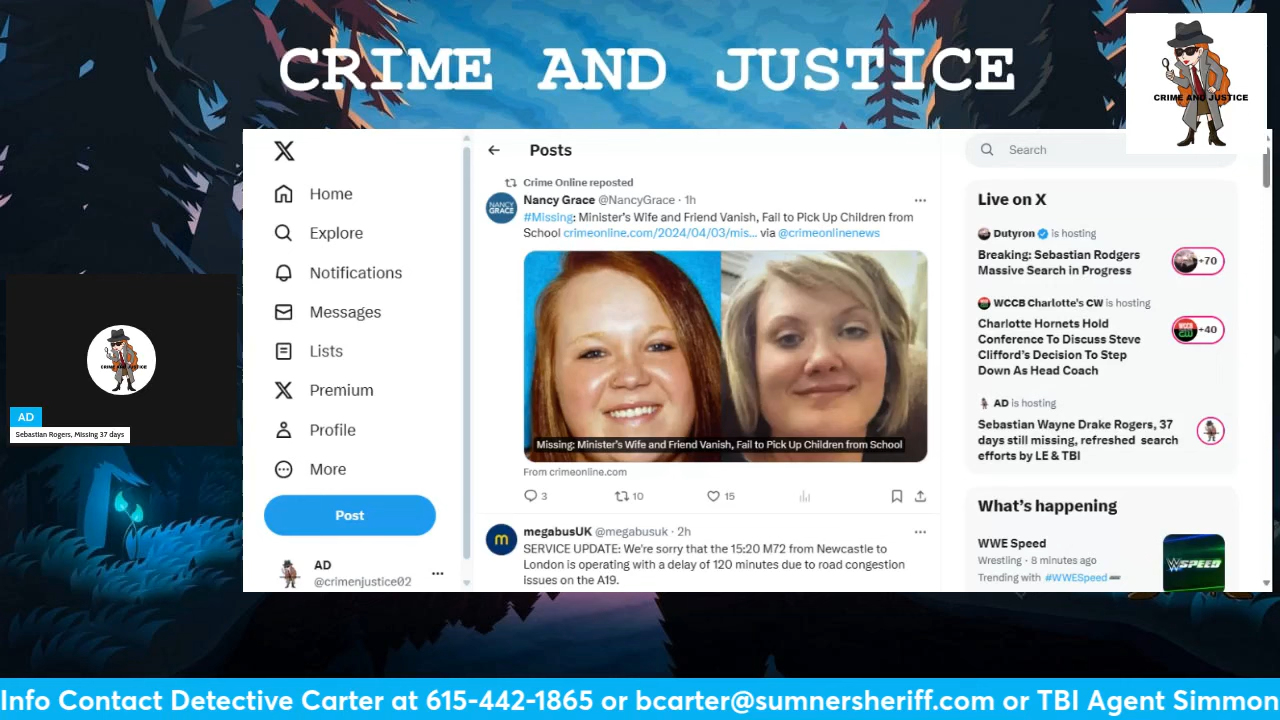 CRIME AND JUSTICE
CRIME AND JUSTICE
Posts
Search
Crime Online reposted
Nancy Grace @NancyGrace · 1h
#Missing: Minister's Wife and Friend Vanish, Fail to Pick Up Children from
School crimeonline.com/2024/04/03/mis... via @crimeonlinenews
NANCY
GRACE
Missing: Minister's Wife and Friend Vanish, Fail to Pick Up Children from School
From crimeonline.com
3 10 15
megabusUK @megabusuk · 2h
SERVICE UPDATE: We're sorry that the 15:20 M72 from Newcastle to
London is operating with a delay of 120 minutes due to road congestion
issues on the A19.
Home
Explore
Notifications
Messages
Lists
Premium
Profile
More
Post
AD
@crimenjustice02
Live on X
Dutyron is hosting
Breaking: Sebastian Rodgers
Massive Search in Progress
+70
WCCB Charlotte's CW is hosting
Charlotte Hornets Hold
Conference To Discuss Steve
Clifford's Decision To Step
Down As Head Coach
+40
AD is hosting
Sebastian Wayne Drake Rogers, 37
days still missing, refreshed search
efforts by LE & TBI
What's happening
WWE Speed
Wrestling · 8 minutes ago
Trending with #WWESpeed
SPEED
CRIME AND JUSTICE
AD
Sebastian Rogers, Missing 37 days
Info Contact Detective Carter at 615-442-1865 or bcarter@sumnersheriff.com or TBI Agent Simmon